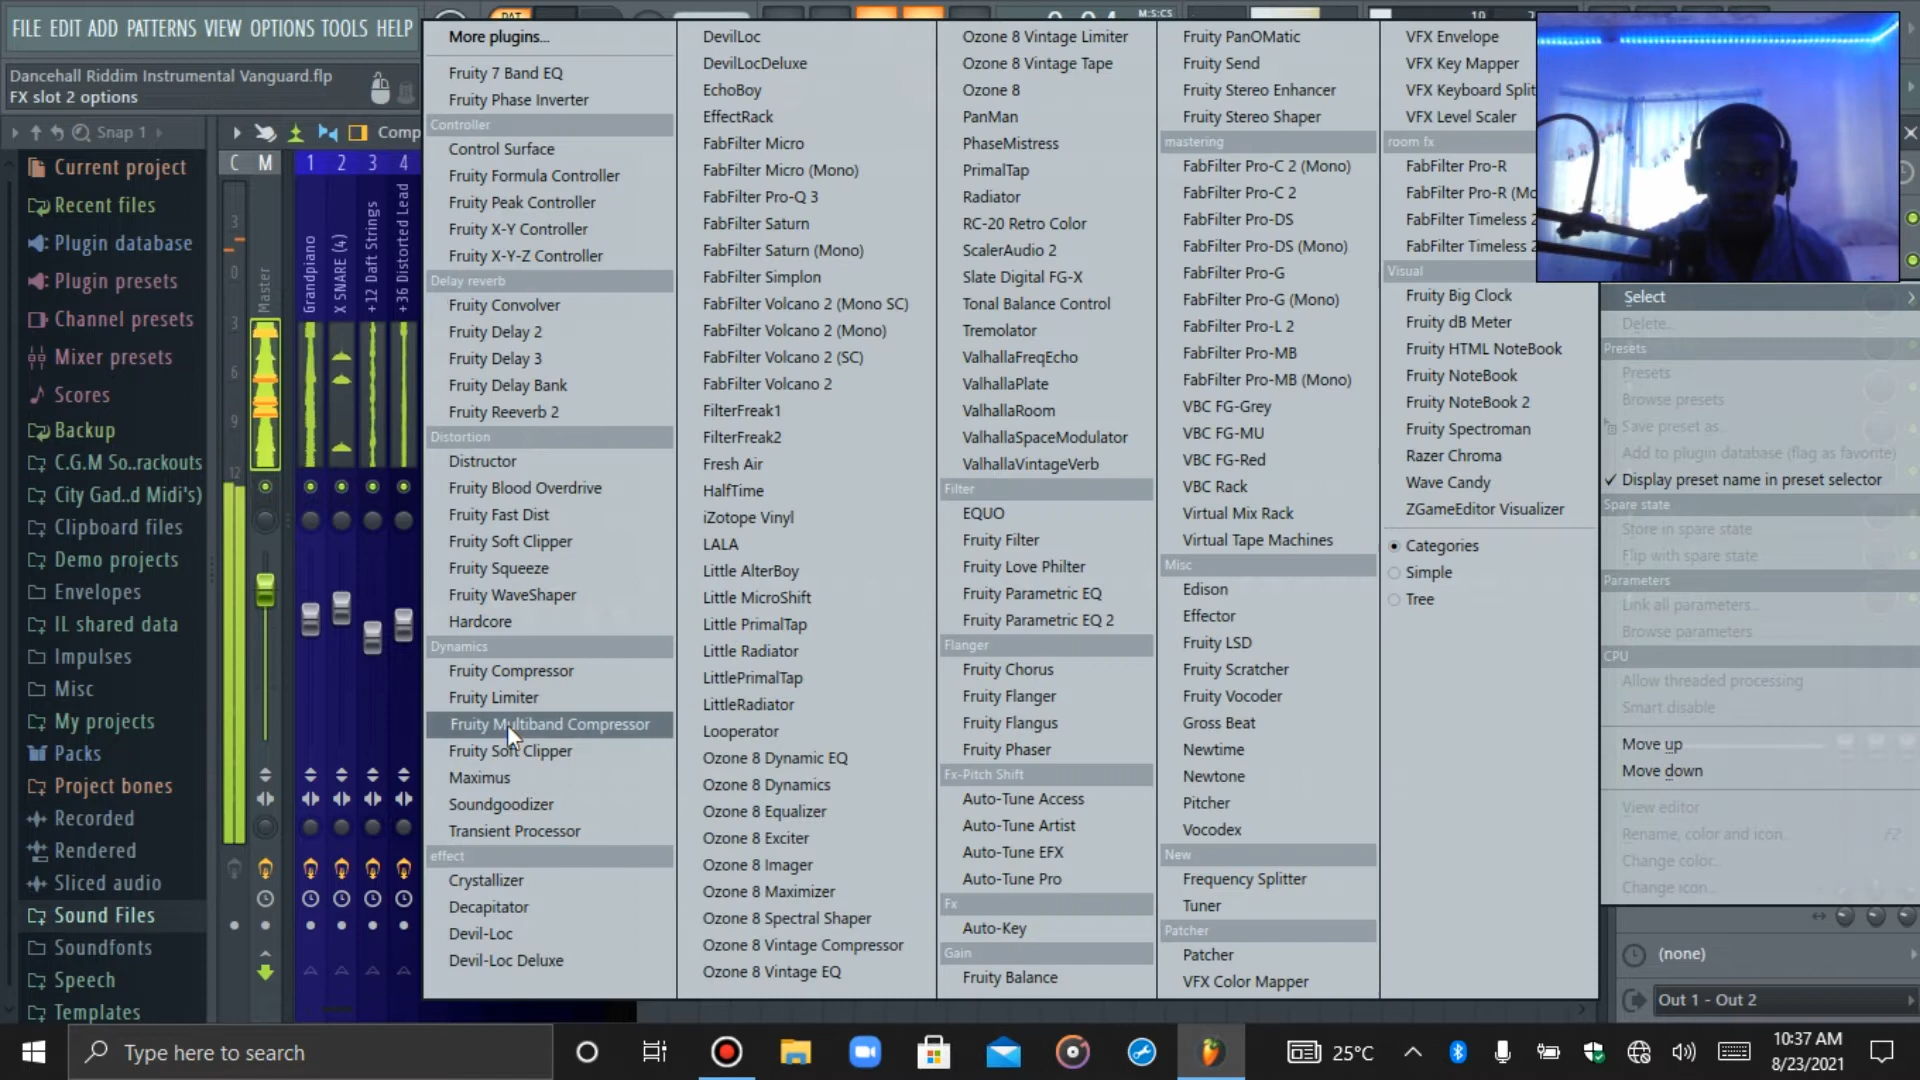 FILE EDIT ADD PATTERNS VIEW OPTIONS TOOLS HELP
Dancehall Riddim Instrumental Vanguard.flp
FX slot 2 options
Snap 1
Comp
Current project
Recent files
Plugin database
Plugin presets
Channel presets
Mixer presets
Scores
Backup
C.G.M So..rackouts
City Gad..d Midi's)
Clipboard files
Demo projects
Envelopes
IL shared data
Impulses
Misc
My projects
Packs
Project bones
Recorded
Rendered
Sliced audio
Sound Files
Soundfonts
Speech
Templates
C M 1 2 3 4
Master
Grandpiano
X SNARE (4)
+12 Daft Strings
+36 Distorted Lead
3
0
3
6
9
12
More plugins...
Fruity 7 Band EQ
Fruity Phase Inverter
Controller
Control Surface
Fruity Formula Controller
Fruity Peak Controller
Fruity X-Y Controller
Fruity X-Y-Z Controller
Delay reverb
Fruity Convolver
Fruity Delay 2
Fruity Delay 3
Fruity Delay Bank
Fruity Reeverb 2
Distortion
Distructor
Fruity Blood Overdrive
Fruity Fast Dist
Fruity Soft Clipper
Fruity Squeeze
Fruity WaveShaper
Hardcore
Dynamics
Fruity Compressor
Fruity Limiter
Fruity Multiband Compressor
Fruity Soft Clipper
Maximus
Soundgoodizer
Transient Processor
effect
Crystallizer
Decapitator
Devil-Loc
Devil-Loc Deluxe
DevilLoc
DevilLocDeluxe
EchoBoy
EffectRack
FabFilter Micro
FabFilter Micro (Mono)
FabFilter Pro-Q 3
FabFilter Saturn
FabFilter Saturn (Mono)
FabFilter Simplon
FabFilter Volcano 2 (Mono SC)
FabFilter Volcano 2 (Mono)
FabFilter Volcano 2 (SC)
FabFilter Volcano 2
FilterFreak1
FilterFreak2
Fresh Air
HalfTime
iZotope Vinyl
LALA
Little AlterBoy
Little MicroShift
Little PrimalTap
Little Radiator
LittlePrimalTap
LittleRadiator
Looperator
Ozone 8 Dynamic EQ
Ozone 8 Dynamics
Ozone 8 Equalizer
Ozone 8 Exciter
Ozone 8 Imager
Ozone 8 Maximizer
Ozone 8 Spectral Shaper
Ozone 8 Vintage Compressor
Ozone 8 Vintage EQ
Ozone 8 Vintage Limiter
Ozone 8 Vintage Tape
Ozone 8
PanMan
PhaseMistress
PrimalTap
Radiator
RC-20 Retro Color
ScalerAudio 2
Slate Digital FG-X
Tonal Balance Control
Tremolator
ValhallaFreqEcho
ValhallaPlate
ValhallaRoom
ValhallaSpaceModulator
ValhallaVintageVerb
Filter
EQUO
Fruity Filter
Fruity Love Philter
Fruity Parametric EQ
Fruity Parametric EQ 2
Flanger
Fruity Chorus
Fruity Flanger
Fruity Flangus
Fruity Phaser
Fx-Pitch Shift
Auto-Tune Access
Auto-Tune Artist
Auto-Tune EFX
Auto-Tune Pro
Fx
Auto-Key
Gain
Fruity Balance
Fruity PanOMatic
Fruity Send
Fruity Stereo Enhancer
Fruity Stereo Shaper
mastering
FabFilter Pro-C 2 (Mono)
FabFilter Pro-C 2
FabFilter Pro-DS
FabFilter Pro-DS (Mono)
FabFilter Pro-G
FabFilter Pro-G (Mono)
FabFilter Pro-L 2
FabFilter Pro-MB
FabFilter Pro-MB (Mono)
VBC FG-Grey
VBC FG-MU
VBC FG-Red
VBC Rack
Virtual Mix Rack
Virtual Tape Machines
Misc
Edison
Effector
Fruity LSD
Fruity Scratcher
Fruity Vocoder
Gross Beat
Newtime
Newtone
Pitcher
Vocodex
New
Frequency Splitter
Tuner
Patcher
Patcher
VFX Color Mapper
VFX Envelope
VFX Key Mapper
VFX Keyboard Split
VFX Level Scaler
room fx
FabFilter Pro-R
FabFilter Pro-R (Mo
FabFilter Timeless 2
FabFilter Timeless 2
Visual
Fruity Big Clock
Fruity dB Meter
Fruity HTML NoteBook
Fruity NoteBook
Fruity NoteBook 2
Fruity Spectroman
Razer Chroma
Wave Candy
ZGameEditor Visualizer
Categories
Simple
Tree
M:S:CS
Select
Delete...
Presets
Presets
Browse presets
Save preset as...
Add to plugin database (flag as favorite)
Display preset name in preset selector
Spare state
Store in spare state
Flip with spare state
Parameters
Link all parameters...
Browse parameters
CPU
Allow threaded processing
Smart disable
Move up
Move down
View editor
Rename, color and icon... F2
Change color...
Change icon...
(none)
Out 1 - Out 2
Type here to search
25°C
10:37 AM
8/23/2021